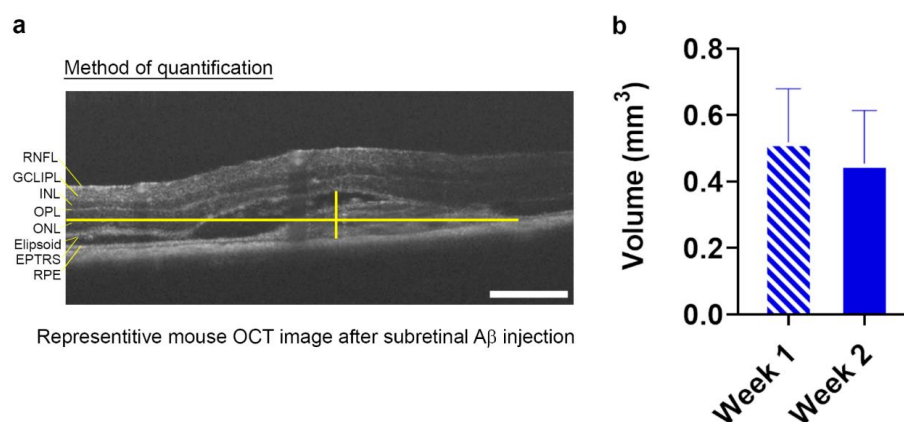 a
Method of quantification
RNFL
GCLIPL
INL
OPL
ONL
Elipsoid
EPTRS
RPE
Representitive mouse OCT image after subretinal Aβ injection
b
Volume (mm³)
0.8
0.6
0.4
0.2
0.0
Week 1
Week 2